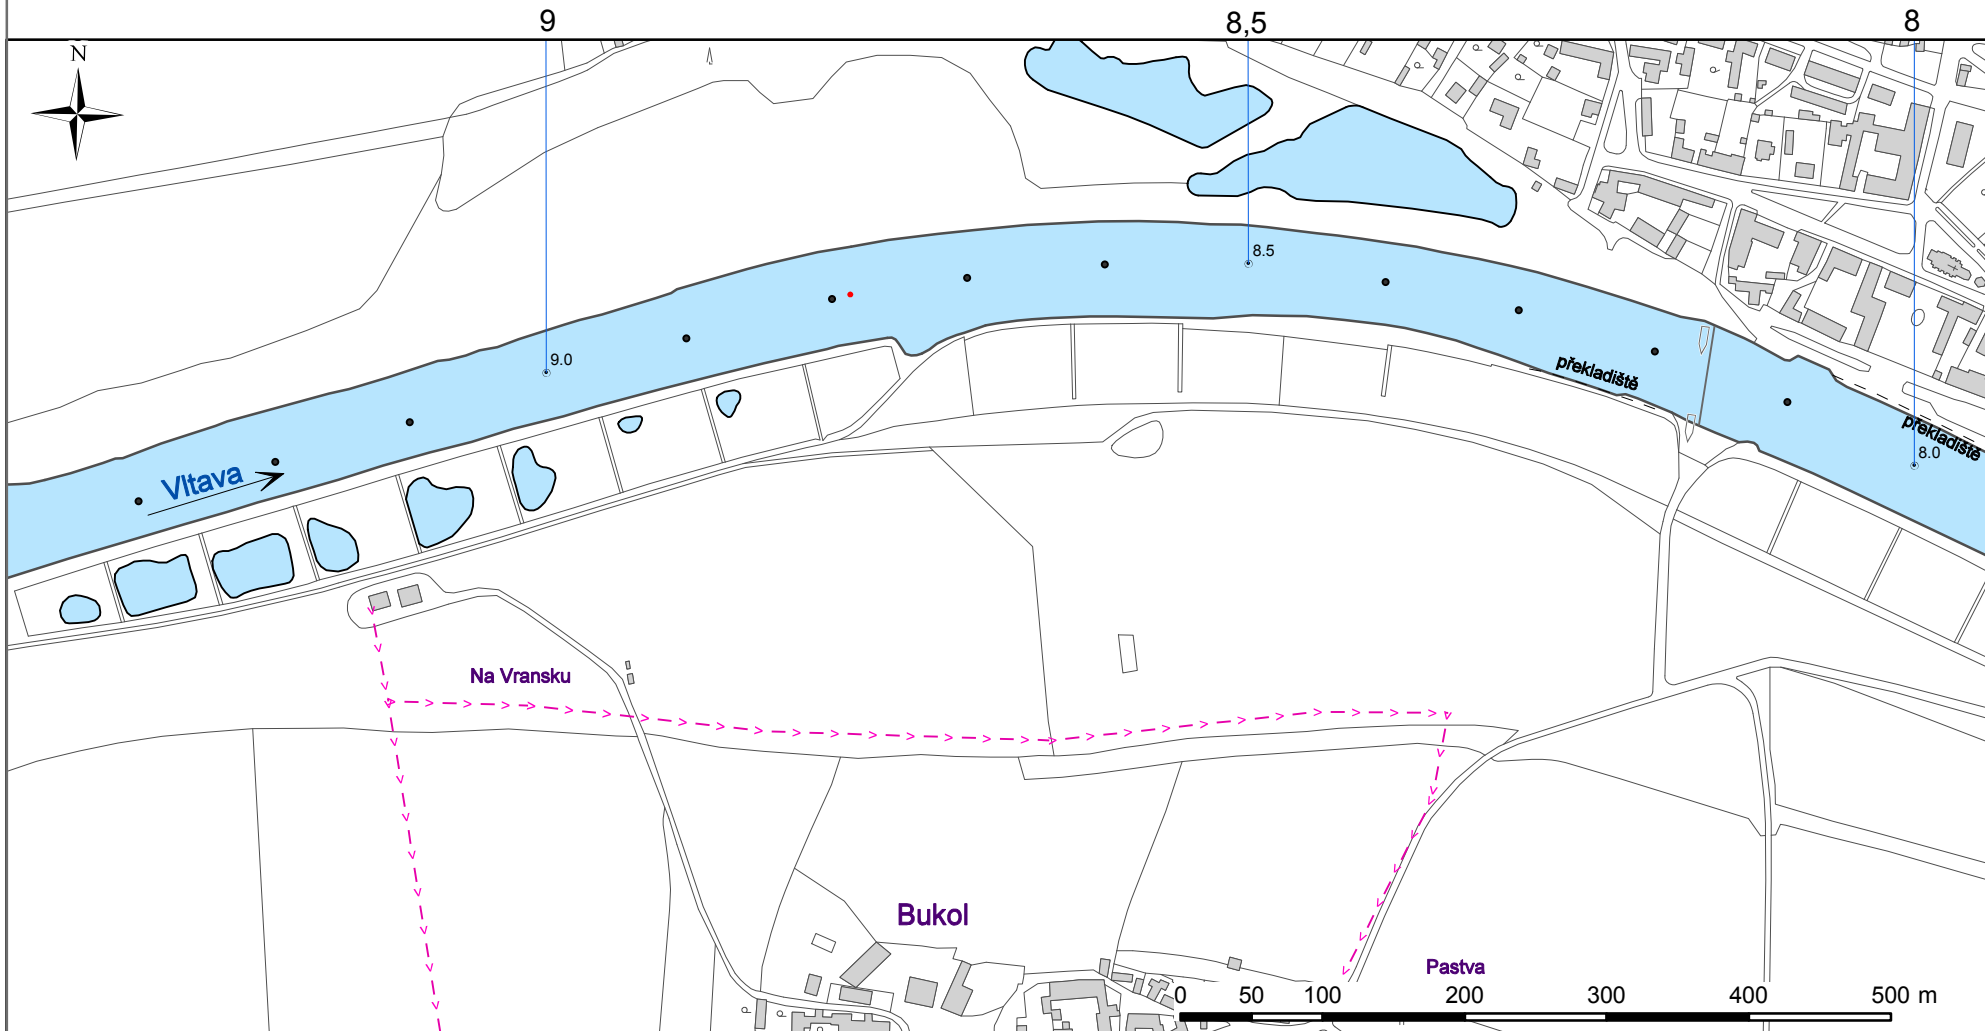 9 8,5 8
N
8.5
9.0
překladiště
překladiště
8.0
Vltava
Na Vransku
Bukol
Pastva
0 50 100 200 300 400 500 m